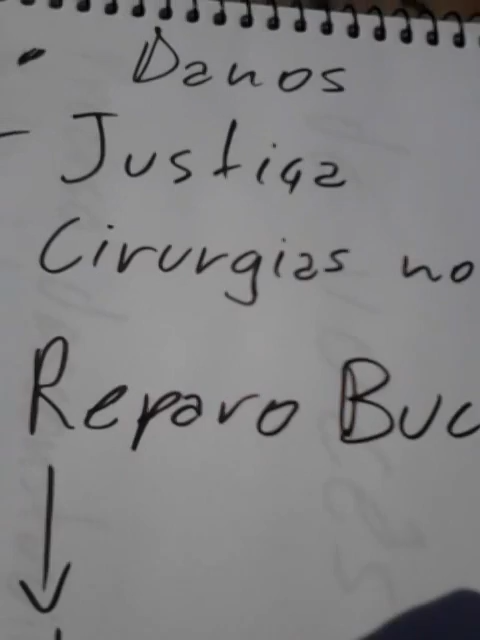 • Danos
- Justiça
Cirurgias no
Reparo Buc
↓